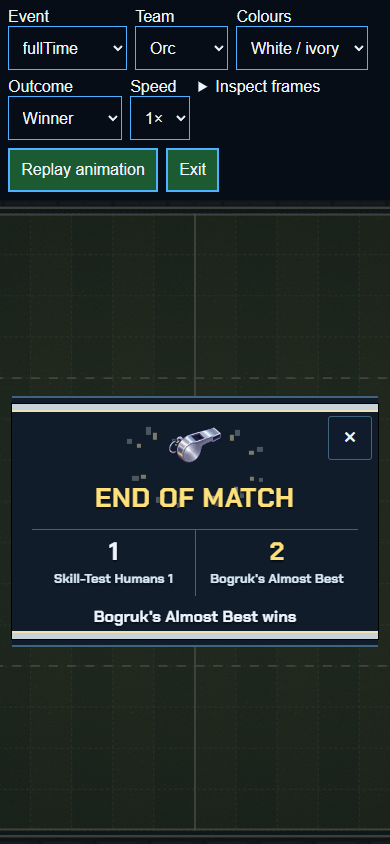 Event Team Colours
fullTime Orc White / ivory
Outcome Speed ▶ Inspect frames
Winner 1×
Replay animation Exit
×
END OF MATCH
1 2
Skill-Test Humans 1 Bogruk's Almost Best
Bogruk's Almost Best wins